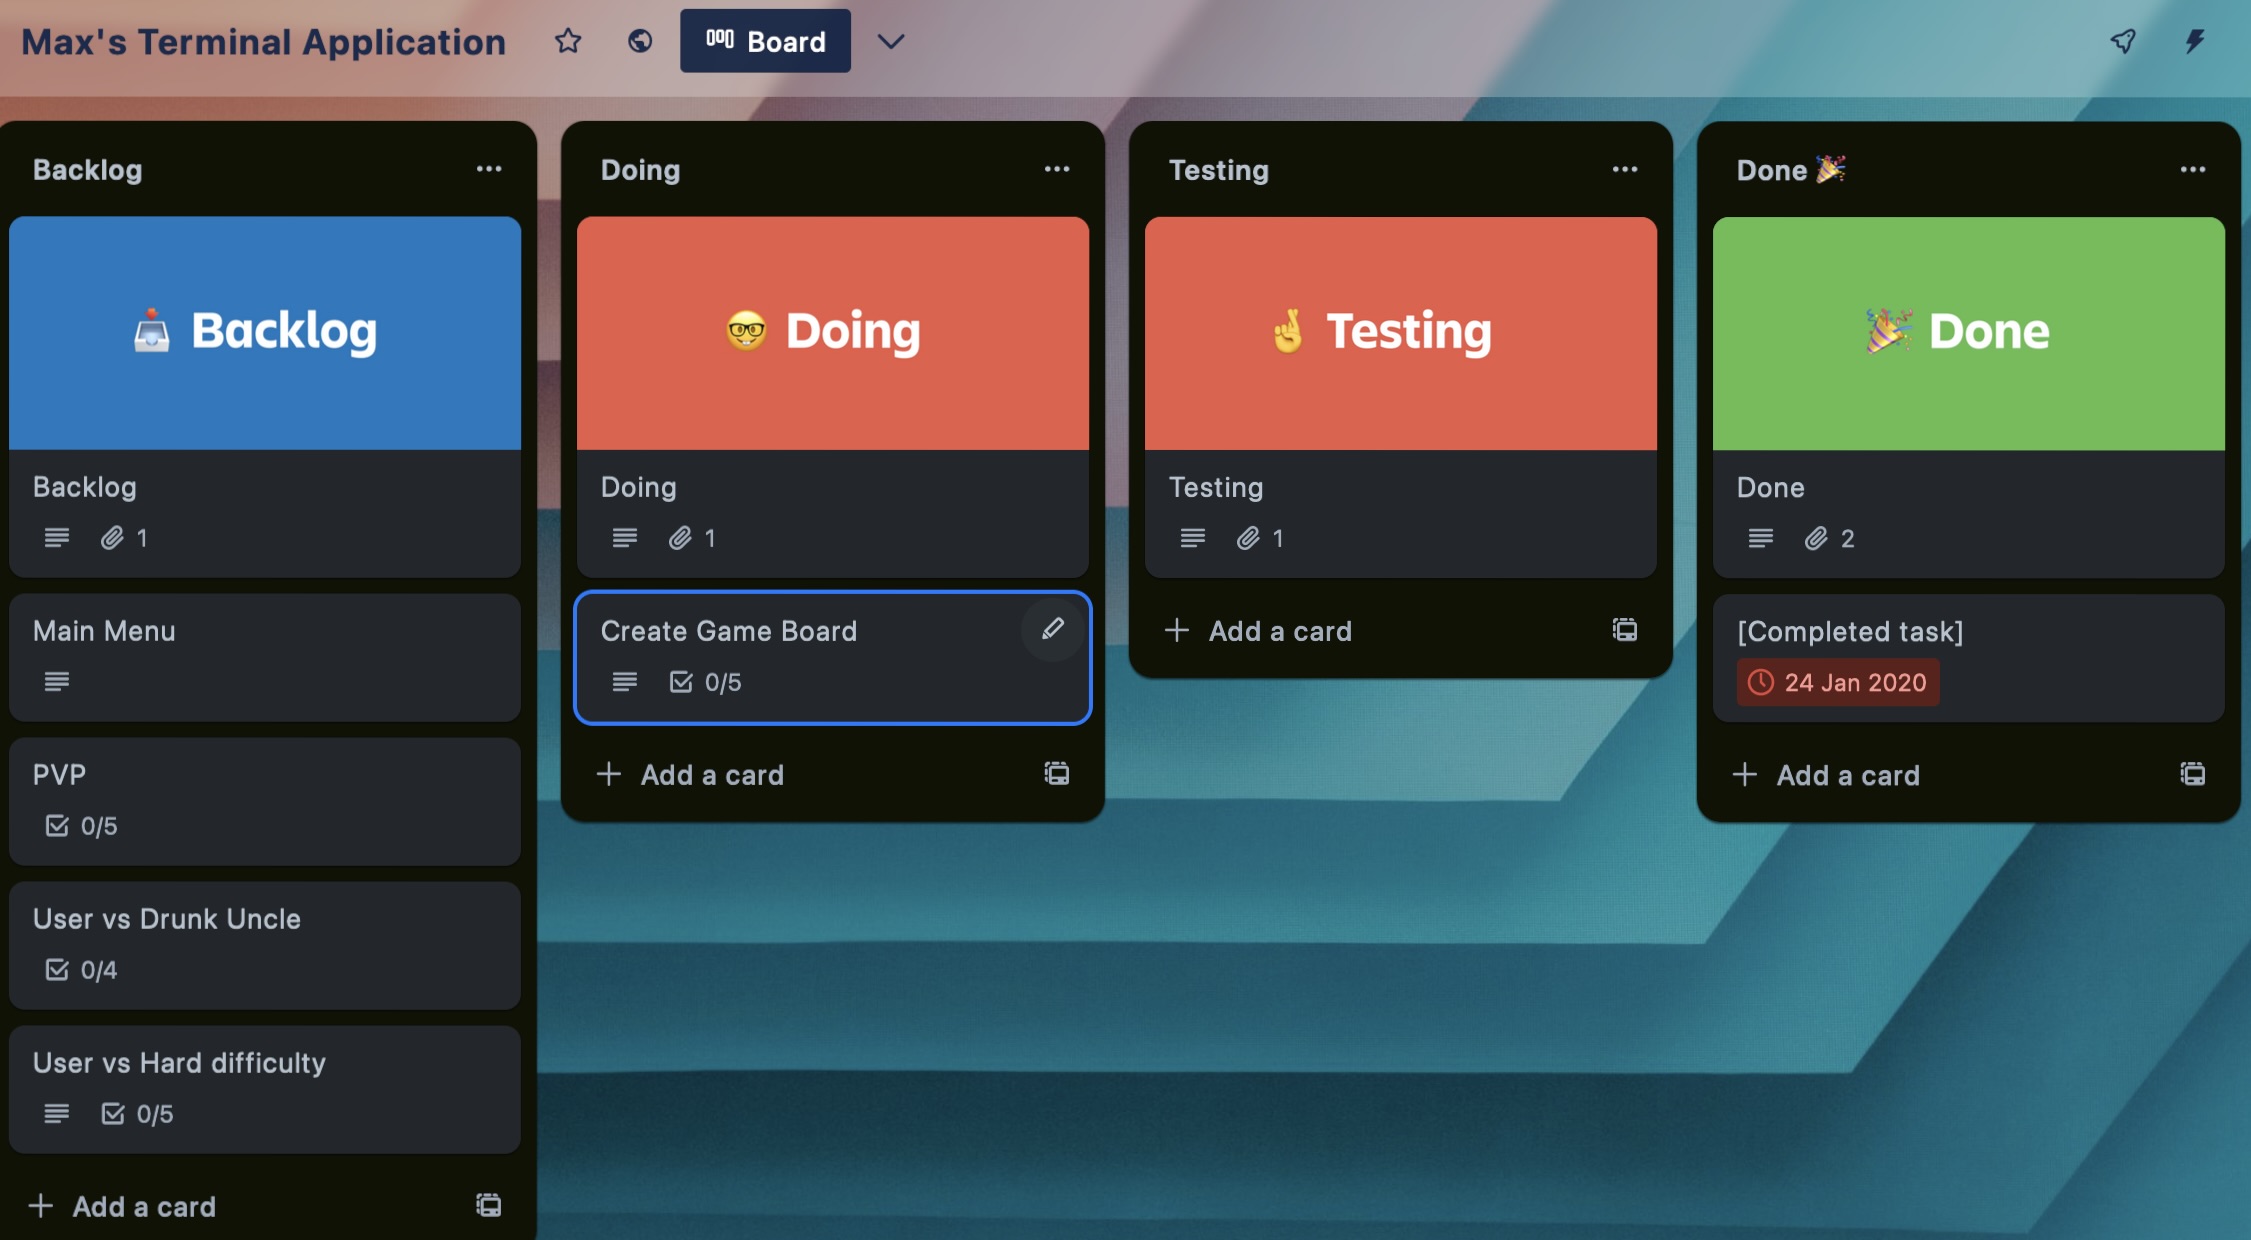 Max's Terminal Application
Board
Backlog
Backlog
Backlog
1
Main Menu
PVP
0/5
User vs Drunk Uncle
0/4
User vs Hard difficulty
0/5
Add a card
Doing
Doing
Doing
1
Create Game Board
0/5
Add a card
Testing
Testing
Testing
1
Add a card
Done 🎉
Done
Done
2
[Completed task]
24 Jan 2020
Add a card